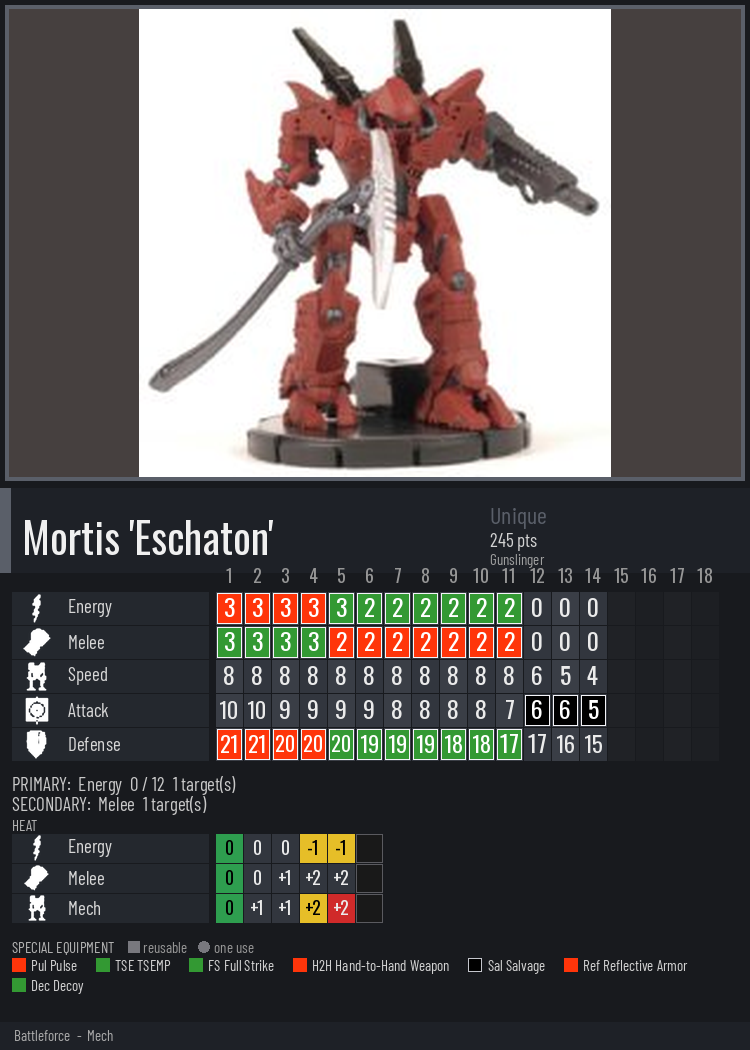 Mortis 'Eschaton'
Unique
245 pts
Gunslinger
1 2 3 4 5 6 7 8 9 10 11 12 13 14 15 16 17 18
Energy 3 3 3 3 3 2 2 2 2 2 2 0 0 0
Melee 3 3 3 3 2 2 2 2 2 2 2 0 0 0
Speed 8 8 8 8 8 8 8 8 8 8 8 6 5 4
Attack 10 10 9 9 9 9 8 8 8 8 7 6 6 5
Defense 21 21 20 20 20 19 19 19 18 18 17 17 16 15
PRIMARY: Energy 0 / 12 1 target(s)
SECONDARY: Melee 1 target(s)
HEAT
Energy 0 0 0 -1 -1
Melee 0 0 +1 +2 +2
Mech 0 +1 +1 +2 +2
SPECIAL EQUIPMENT reusable one use
Pul Pulse TSE TSEMP FS Full Strike H2H Hand-to-Hand Weapon Sal Salvage Ref Reflective Armor
Dec Decoy
Battleforce - Mech